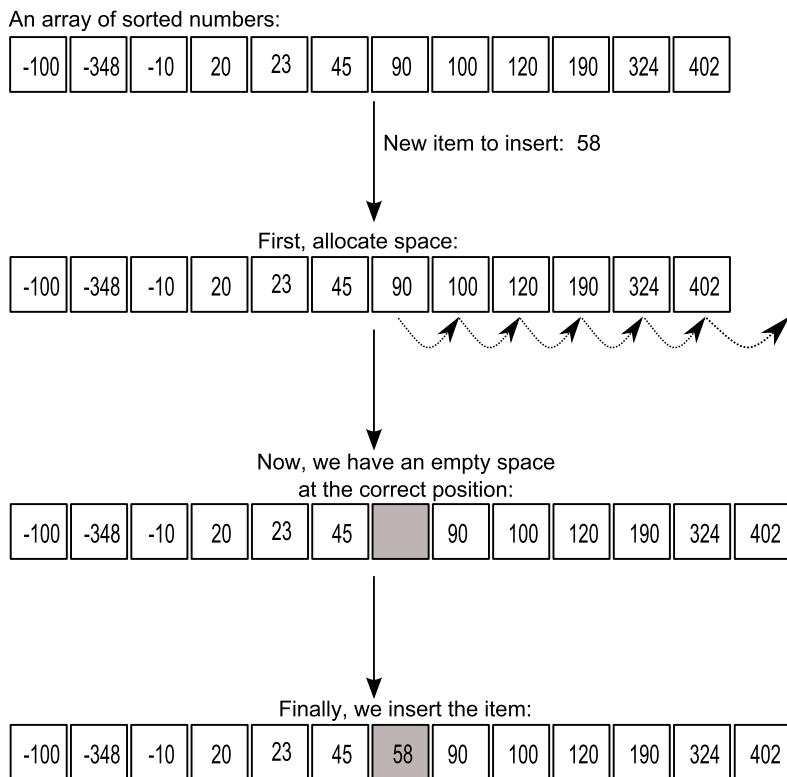 An array of sorted numbers:
-100 -348 -10 20 23 45 90 100 120 190 324 402
New item to insert: 58
First, allocate space:
-100 -348 -10 20 23 45 90 100 120 190 324 402
Now, we have an empty space
at the correct position:
-100 -348 -10 20 23 45 90 100 120 190 324 402
Finally, we insert the item:
-100 -348 -10 20 23 45 58 90 100 120 190 324 402